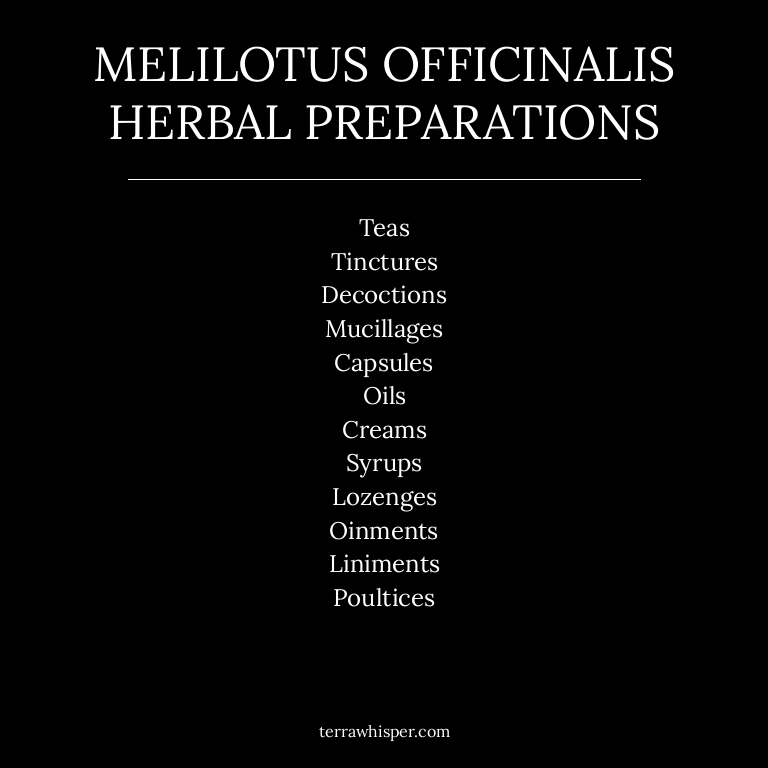 MELILOTUS OFFICINALIS
HERBAL PREPARATIONS
Teas
Tinctures
Decoctions
Mucillages
Capsules
Oils
Creams
Syrups
Lozenges
Oinments
Liniments
Poultices
terrawhisper.com